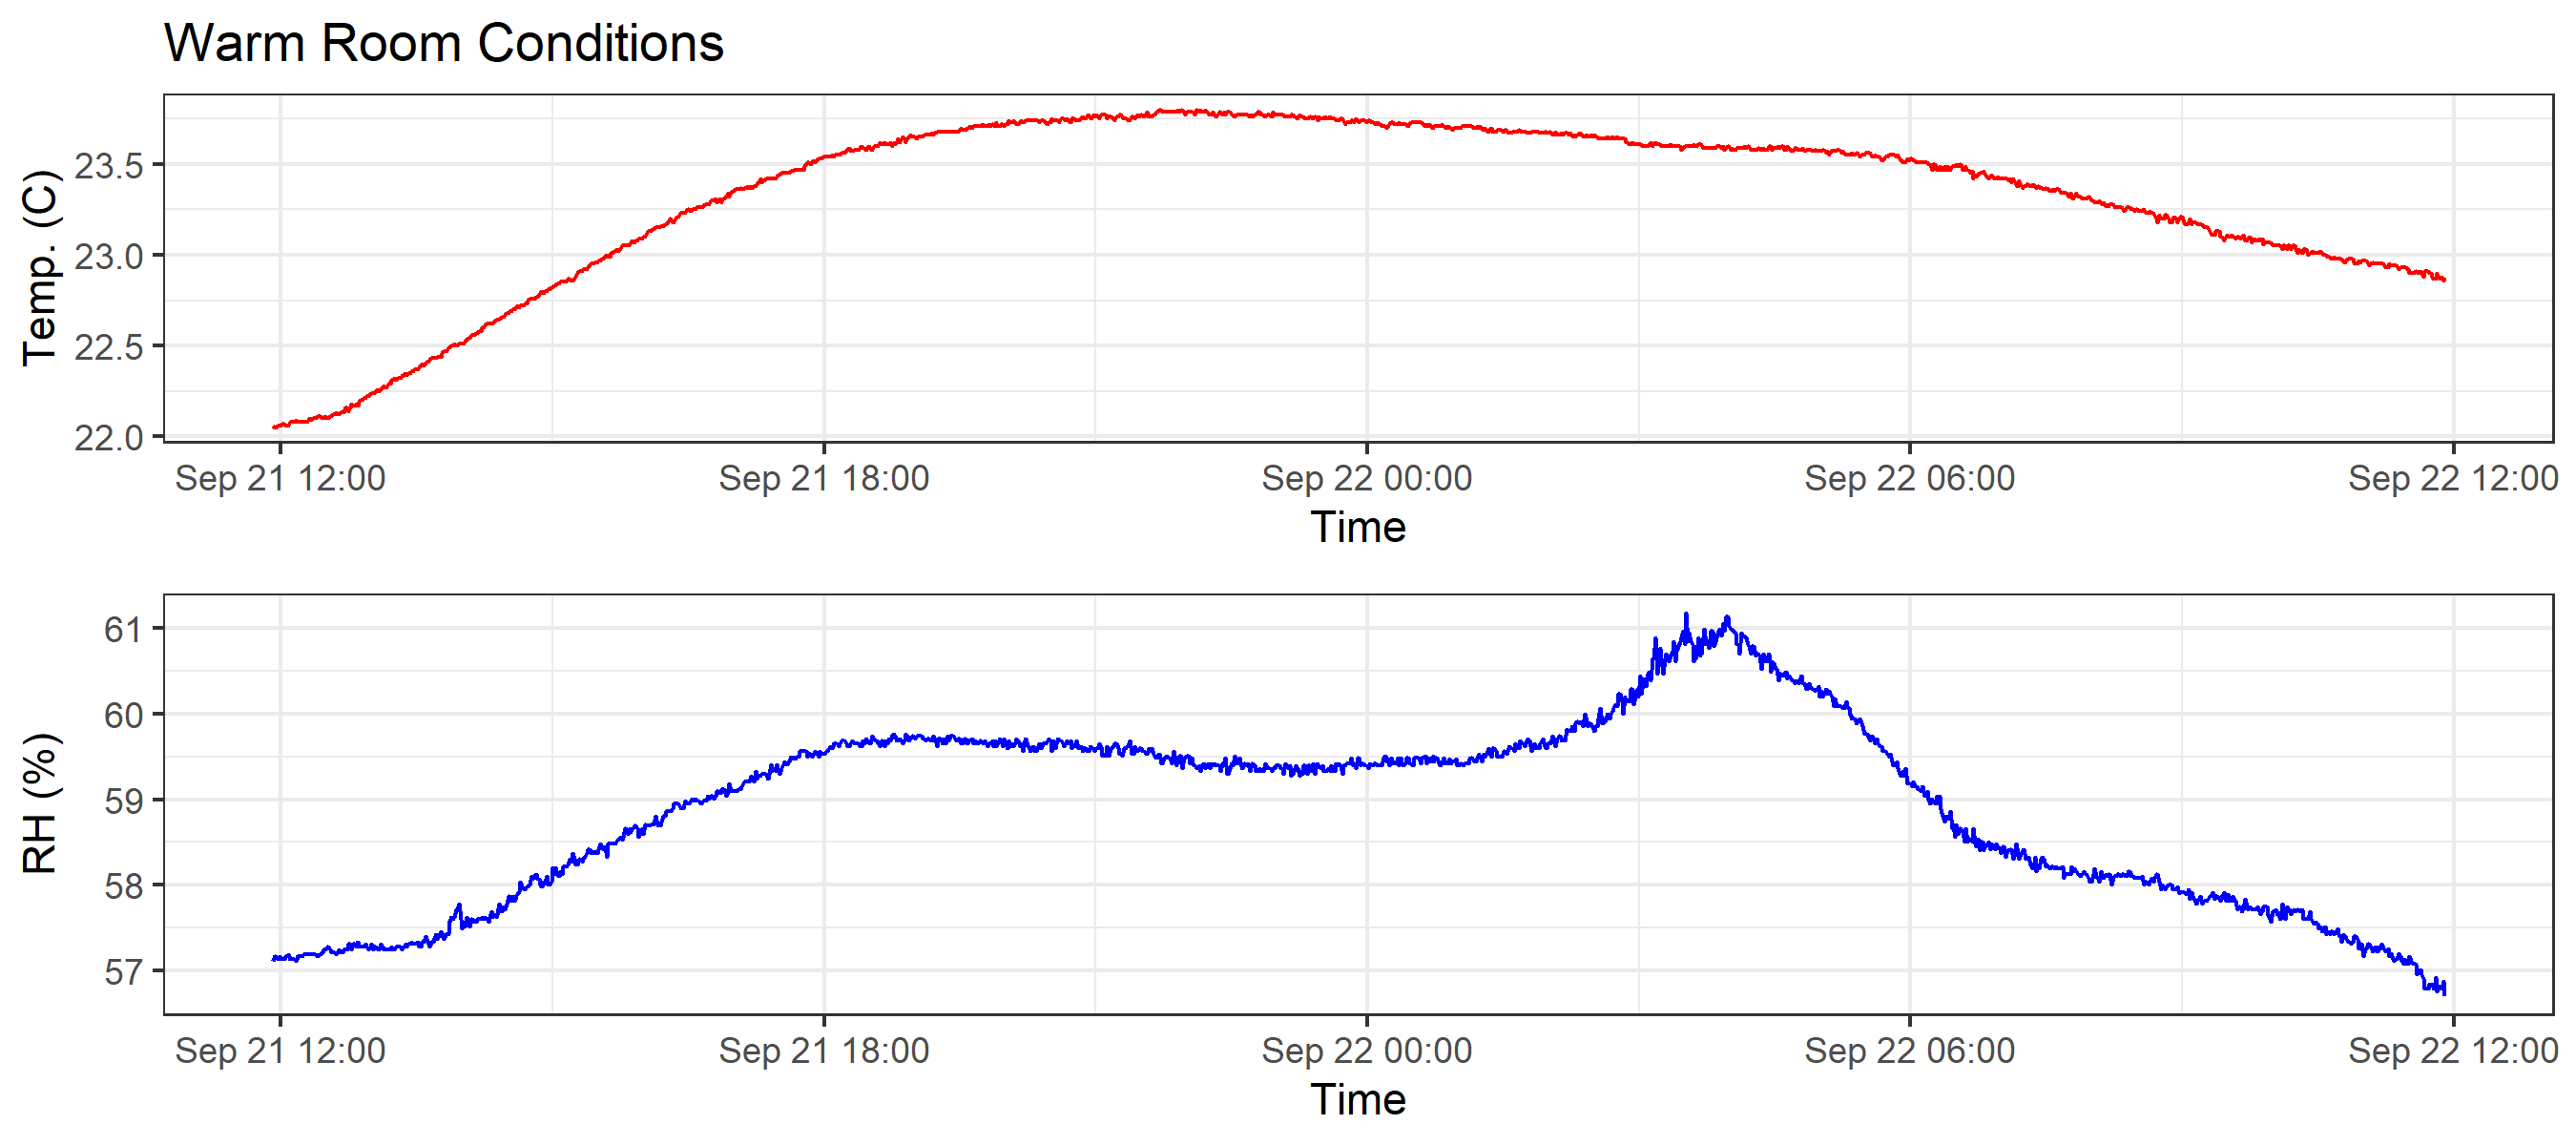 Warm Room Conditions
Temp. (C)
23.5
23.0
22.5
22.0
Sep 21 12:00 Sep 21 18:00 Sep 22 00:00 Sep 22 06:00 Sep 22 12:00
Time
RH (%)
61
60
59
58
57
Sep 21 12:00 Sep 21 18:00 Sep 22 00:00 Sep 22 06:00 Sep 22 12:00
Time